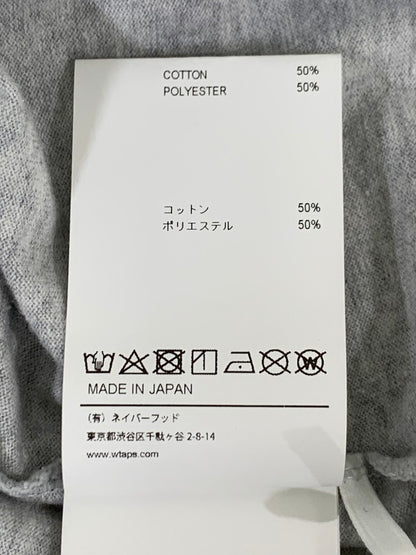 COTTON 50%
POLYESTER 50%
コットン 50%
ポリエステル 50%
MADE IN JAPAN
(有) ネイバーフッド
東京都渋谷区千駄ヶ谷 2-8-14
www.wtaps.com